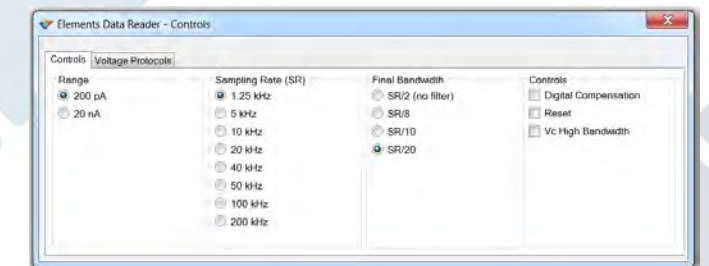 Elements Data Reader - Controls
Controls Voltage Protocols
Range
200 pA
20 nA
Sampling Rate (SR)
1.25 kHz
5 kHz
10 kHz
20 kHz
40 kHz
50 kHz
100 kHz
200 kHz
Final Bandwidth
SR/2 (no filter)
SR/8
SR/10
SR/20
Controls
Digital Compensation
Reset
Vc High Bandwidth